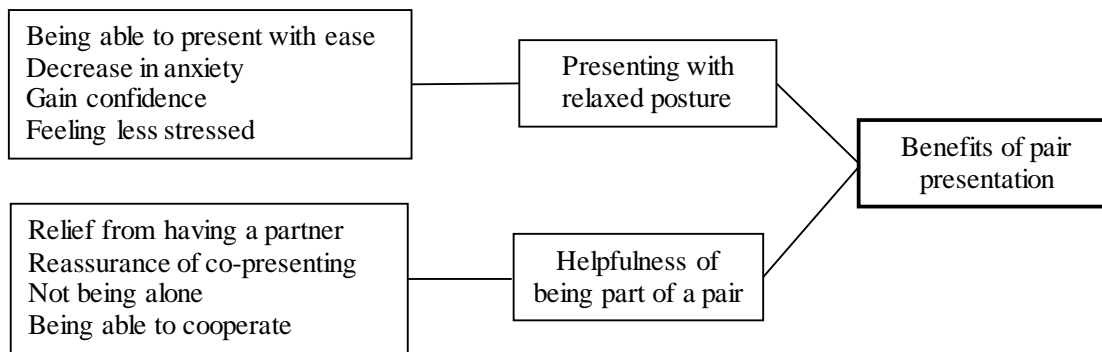 Being able to present with ease
Decrease in anxiety
Gain confidence
Feeling less stressed
Presenting with
relaxed posture
Relief from having a partner
Reassurance of co-presenting
Not being alone
Being able to cooperate
Helpfulness of
being part of a pair
Benefits of pair
presentation